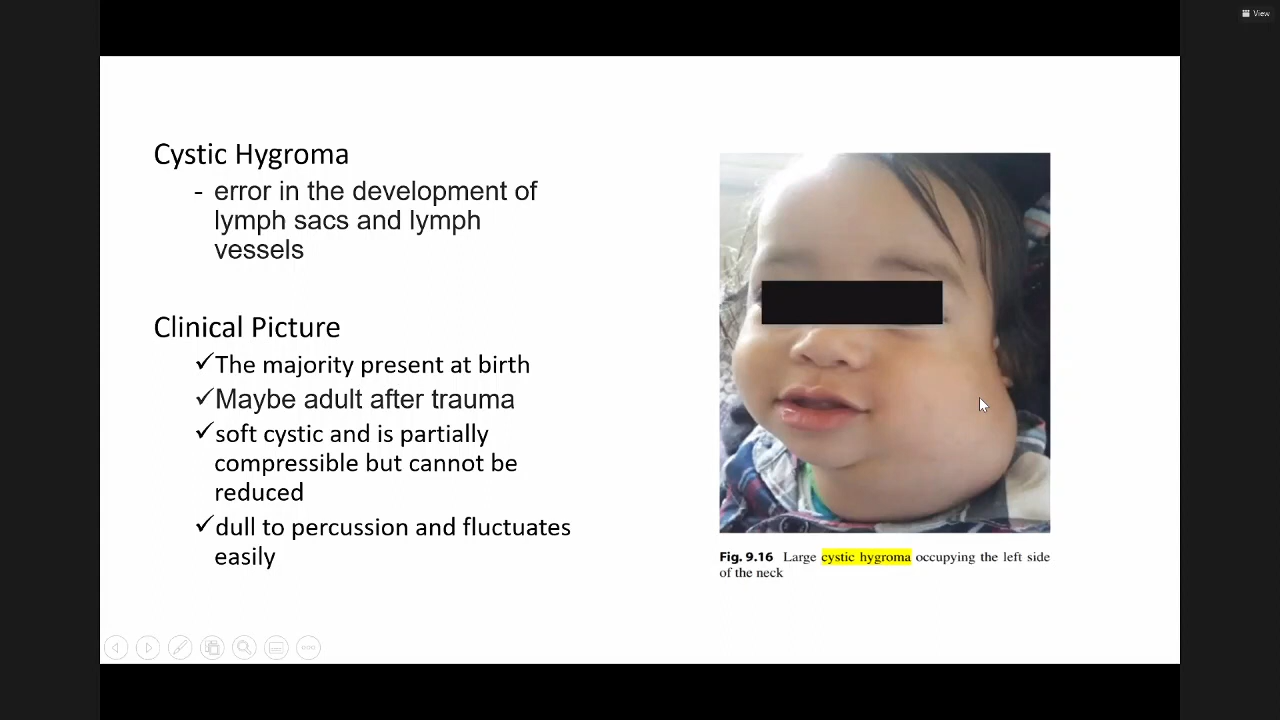 View
Cystic Hygroma
- error in the development of
lymph sacs and lymph
vessels
Clinical Picture
✓The majority present at birth
✓Maybe adult after trauma
✓soft cystic and is partially
compressible but cannot be
reduced
✓dull to percussion and fluctuates
easily
Fig. 9.16 Large cystic hygroma occupying the left side
of the neck